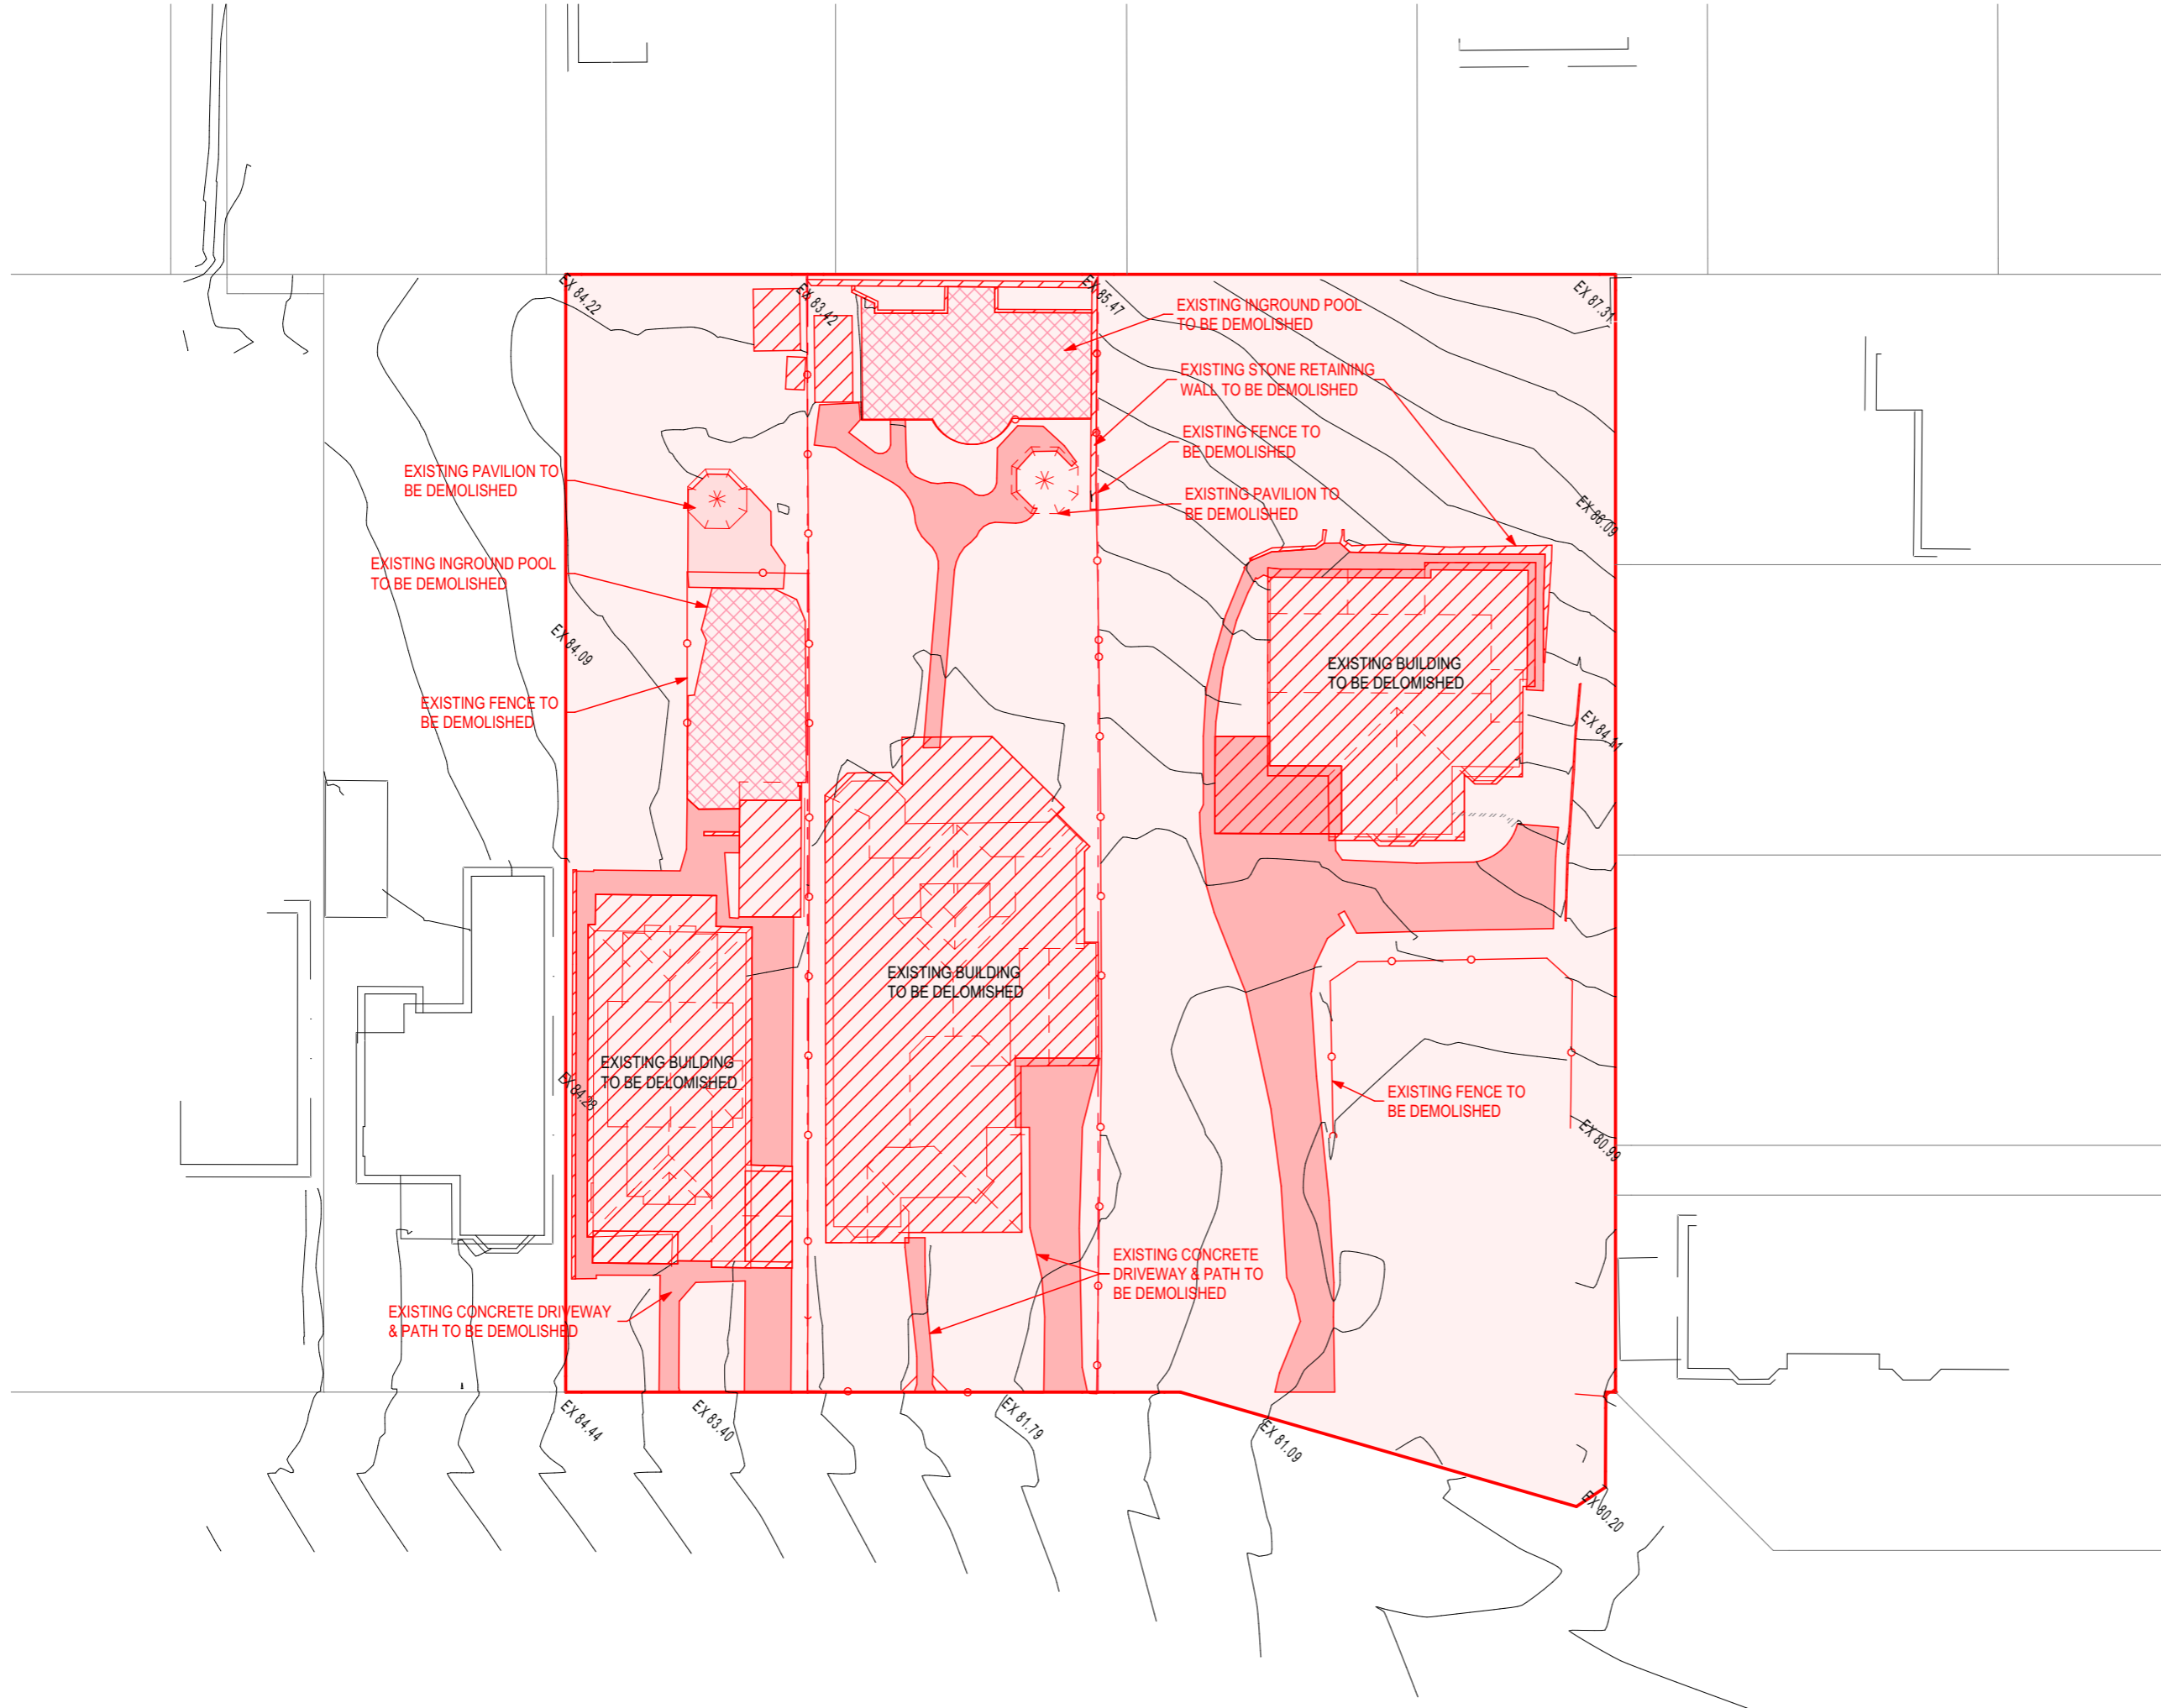 EX 84.22
EX 83.42
EX 85.47
EX 87.31
EXISTING INGROUND POOL
TO BE DEMOLISHED
EXISTING STONE RETAINING
WALL TO BE DEMOLISHED
EXISTING FENCE TO
BE DEMOLISHED
EXISTING PAVILION TO
BE DEMOLISHED
EXISTING PAVILION TO
BE DEMOLISHED
EX 86.09
EXISTING INGROUND POOL
TO BE DEMOLISHED
EX 84.09
EXISTING BUILDING
TO BE DELOMISHED
EXISTING FENCE TO
BE DEMOLISHED
EX 84.41
EXISTING BUILDING
TO BE DELOMISHED
EXISTING BUILDING
TO BE DELOMISHED
EX 84.28
EXISTING FENCE TO
BE DEMOLISHED
EX 80.99
EXISTING CONCRETE
DRIVEWAY & PATH TO
BE DEMOLISHED
EXISTING CONCRETE DRIVEWAY
& PATH TO BE DEMOLISHED
EX 84.44
EX 83.40
EX 81.79
EX 81.09
EX 80.20